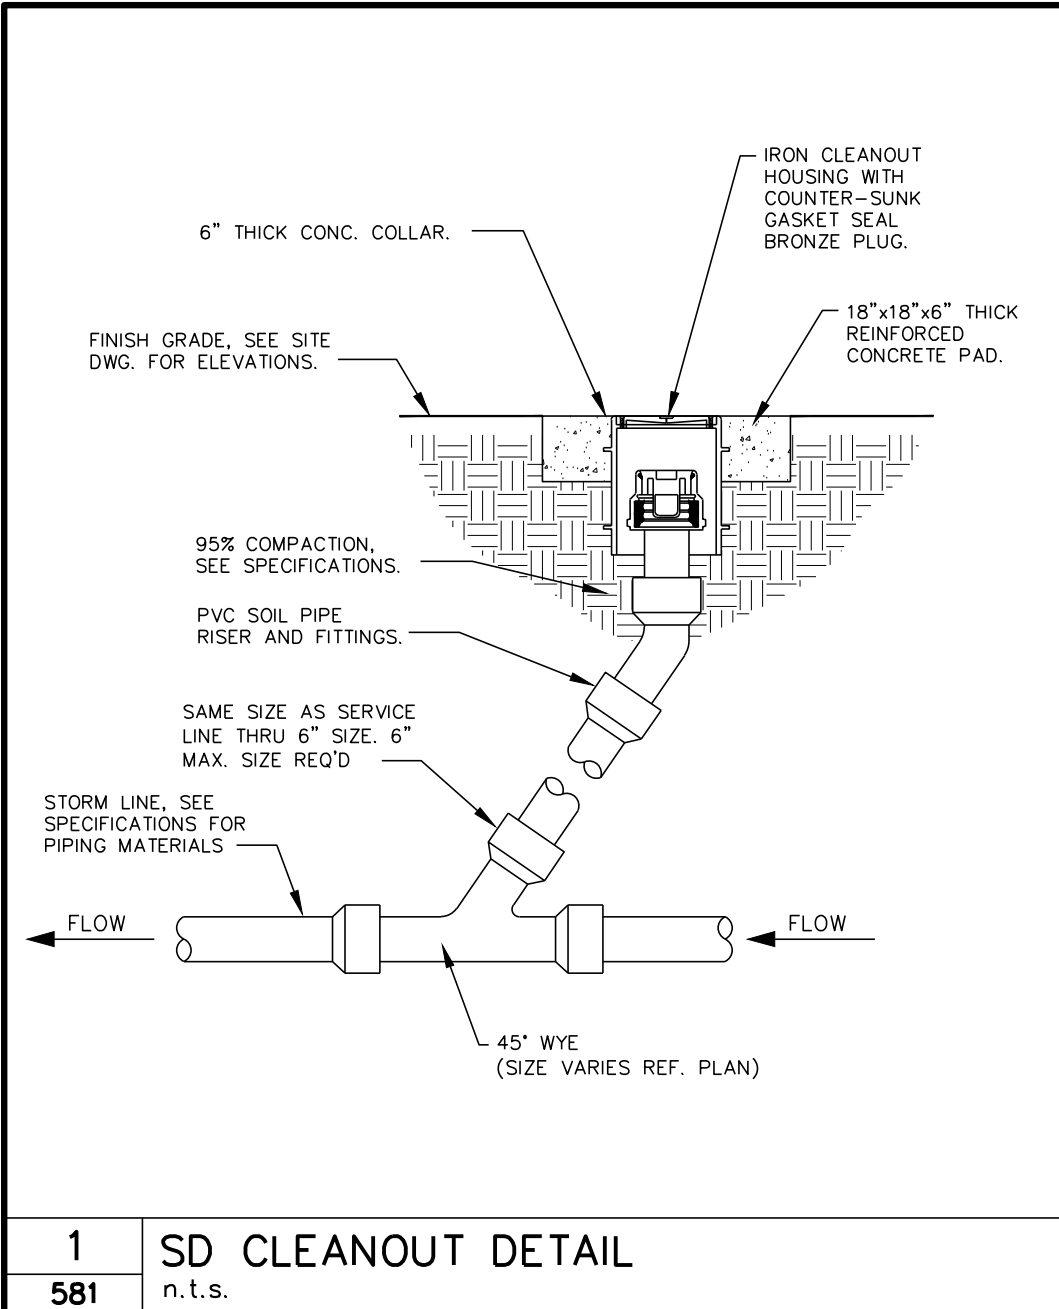 IRON CLEANOUT
HOUSING WITH
COUNTER-SUNK
GASKET SEAL
BRONZE PLUG.
6" THICK CONC. COLLAR.
18"x18"x6" THICK
REINFORCED
CONCRETE PAD.
FINISH GRADE, SEE SITE
DWG. FOR ELEVATIONS.
95% COMPACTION,
SEE SPECIFICATIONS.
PVC SOIL PIPE
RISER AND FITTINGS.
SAME SIZE AS SERVICE
LINE THRU 6" SIZE. 6"
MAX. SIZE REQ'D
STORM LINE, SEE
SPECIFICATIONS FOR
PIPING MATERIALS
FLOW
FLOW
45° WYE
(SIZE VARIES REF. PLAN)
1
581
SD CLEANOUT DETAIL
n.t.s.